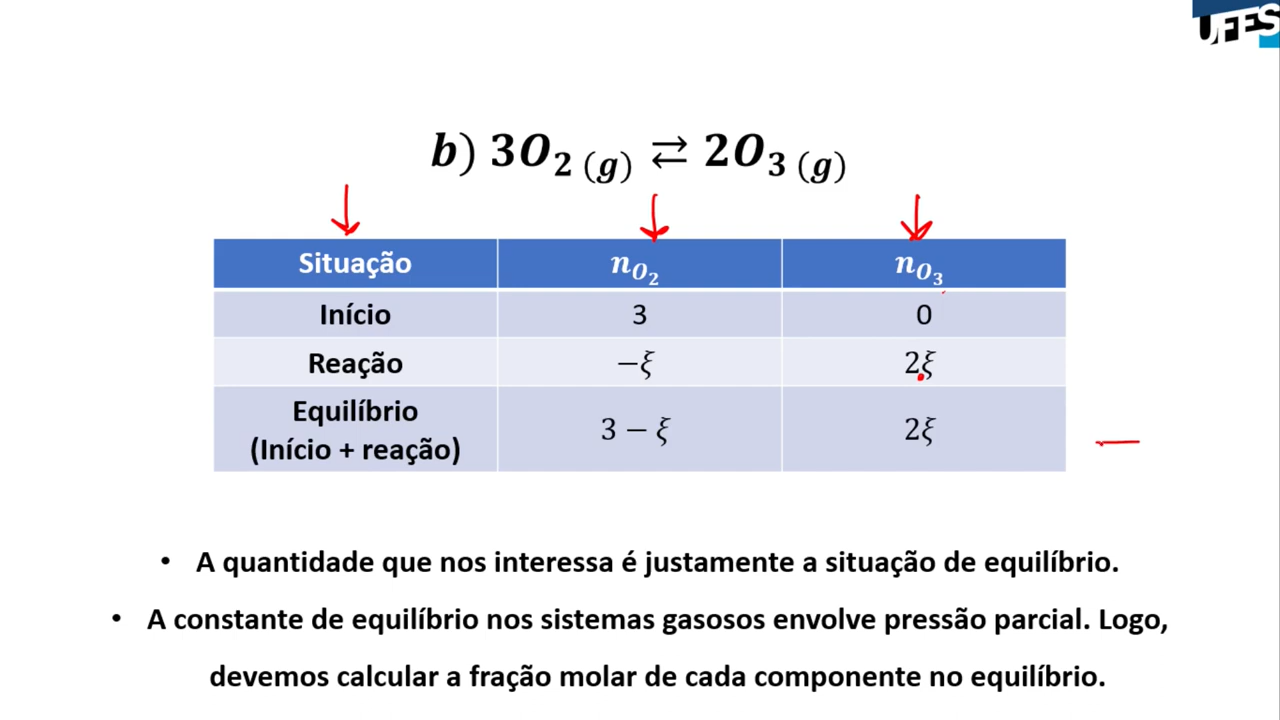 UFES
b) 3O₂ (g) ⇄ 2O₃ (g)
Situação n_O₂ n_O₃
Início 3 0
Reação −ξ 2ξ
Equilíbrio
(Início + reação) 3 − ξ 2ξ
• A quantidade que nos interessa é justamente a situação de equilíbrio.
• A constante de equilíbrio nos sistemas gasosos envolve pressão parcial. Logo,
devemos calcular a fração molar de cada componente no equilíbrio.